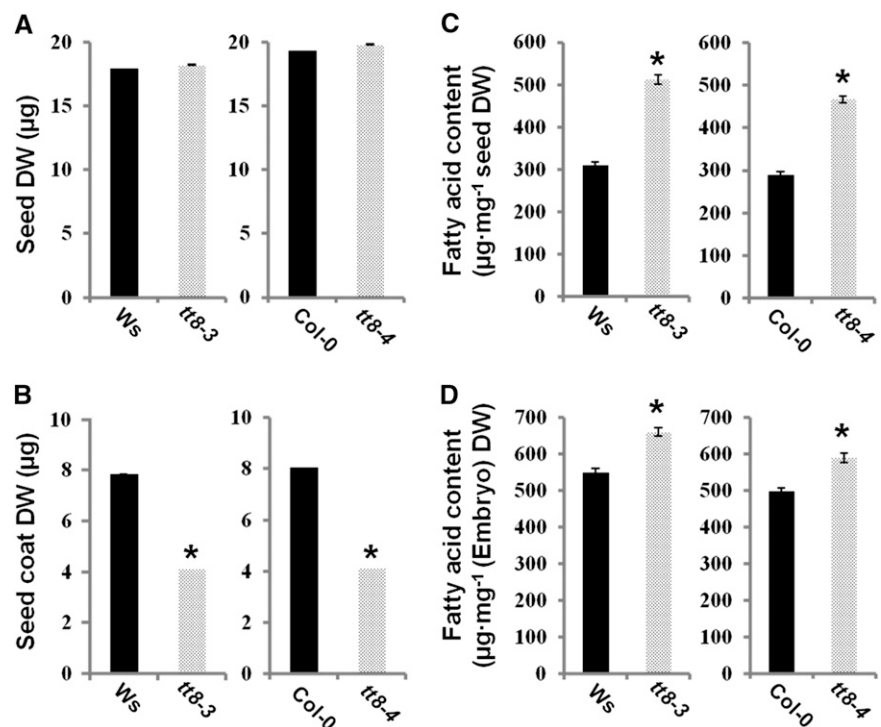 A
Seed DW (µg)
20
15
10
5
0
Ws
tt8-3
20
15
10
5
0
Col-0
tt8-4
C
Fatty acid content
(µg·mg⁻¹ seed DW)
600
500
400
300
200
100
0
*
Ws
tt8-3
600
500
400
300
200
100
0
*
Col-0
tt8-4
B
Seed coat DW (µg)
10
8
6
4
2
0
*
Ws
tt8-3
10
8
6
4
2
0
*
Col-0
tt8-4
D
Fatty acid content
(µg·mg⁻¹ (Embryo) DW)
700
600
500
400
300
200
100
0
*
Ws
tt8-3
700
600
500
400
300
200
100
0
*
Col-0
tt8-4